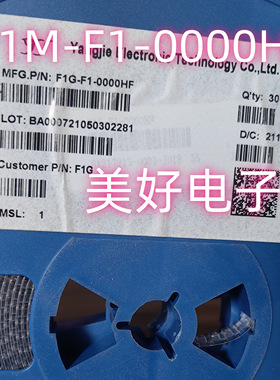 1M-F1-0000H
Yangjie Electronic Technology Co.,Ltd.
MFG.P/N: F1G-F1-0000HF
Q'ty: 30
LOT: BA000721050302281
D/C: 211
Customer P/N: F1G
美好电子
MSL: 1